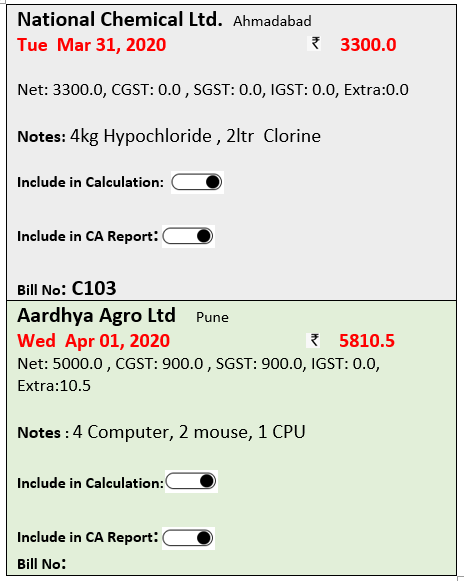 National Chemical Ltd. Ahmadabad
Tue Mar 31, 2020 ₹ 3300.0
Net: 3300.0, CGST: 0.0 , SGST: 0.0, IGST: 0.0, Extra:0.0
Notes: 4kg Hypochloride , 2ltr Clorine
Include in Calculation:
Include in CA Report:
Bill No: C103
Aardhya Agro Ltd Pune
Wed Apr 01, 2020 ₹ 5810.5
Net: 5000.0 , CGST: 900.0 , SGST: 900.0, IGST: 0.0,
Extra:10.5
Notes : 4 Computer, 2 mouse, 1 CPU
Include in Calculation:
Include in CA Report:
Bill No: